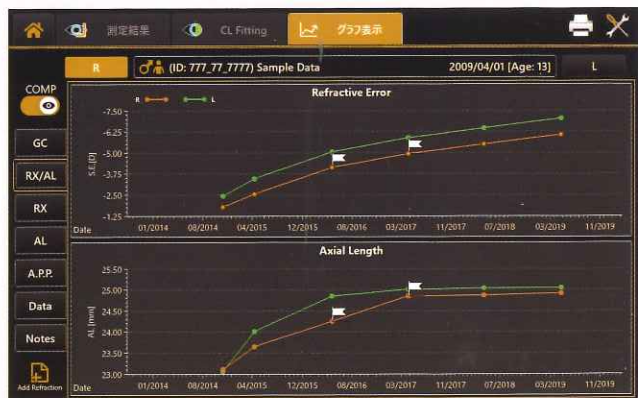 測定結果
CL Fitting
グラフ表示
R
(ID: 777_77_7777) Sample Data
2009/04/01 [Age: 13]
L
COMP
GC
RX/AL
RX
AL
A.P.P.
Data
Notes
Add Refraction
Refractive Error
R
L
S.E.[D]
-7.50
-6.25
-5.00
-3.75
-2.50
-1.25
Date
01/2014
08/2014
04/2015
12/2015
08/2016
03/2017
11/2017
07/2018
03/2019
11/2019
Axial Length
AL [mm]
25.50
25.00
24.50
24.00
23.50
23.00
Date
01/2014
08/2014
04/2015
12/2015
08/2016
03/2017
11/2017
07/2018
03/2019
11/2019